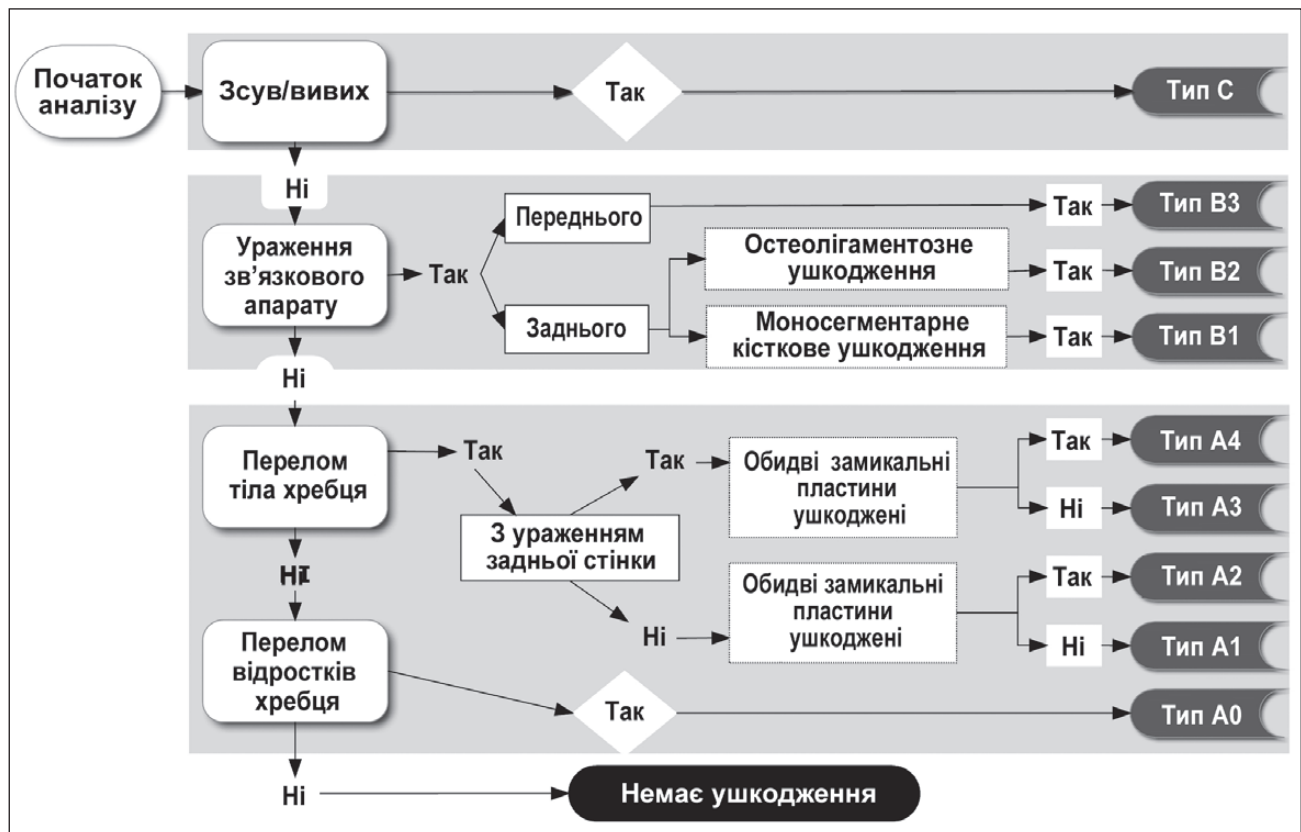 Початок
аналізу
Зсув/вивих
Так
Тип C
Ні
Ураження
зв’язкового
апарату
Так
Переднього
Так
Тип B3
Остеолігаментозне
ушкодження
Так
Тип B2
Заднього
Моносегментарне
кісткове ушкодження
Так
Тип B1
Ні
Перелом
тіла хребця
Так
З ураженням
задньої стінки
Так
Обидві замикальні
пластини
ушкоджені
Так
Тип A4
Ні
Тип A3
Ні
Обидві замикальні
пластини
ушкоджені
Так
Тип A2
Ні
Тип A1
Ні
Перелом
відростків
хребця
Так
Тип A0
Ні
Немає ушкодження